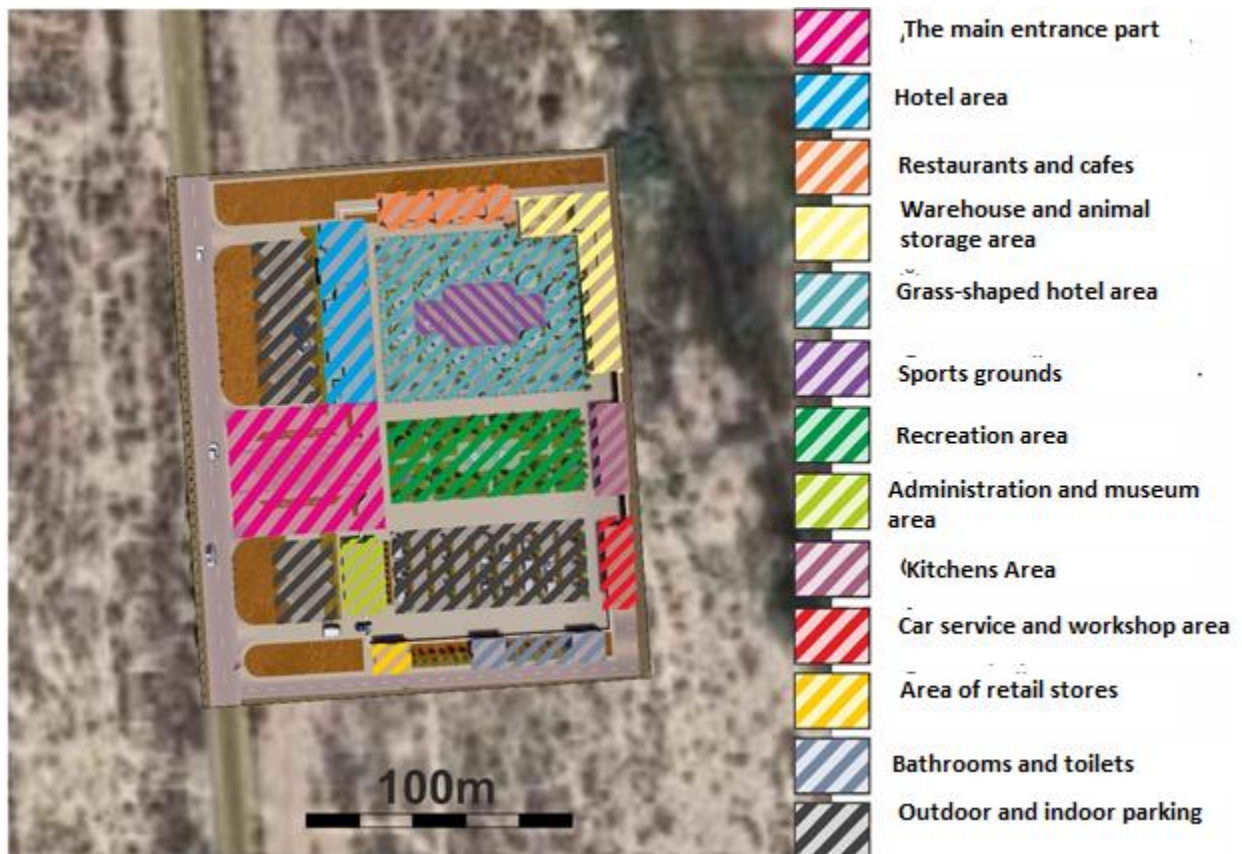 The main entrance part
Hotel area
Restaurants and cafes
Warehouse and animal
storage area
Grass-shaped hotel area
Sports grounds
Recreation area
Administration and museum
area
Kitchens Area
Car service and workshop area
Area of retail stores
Bathrooms and toilets
Outdoor and indoor parking
100m